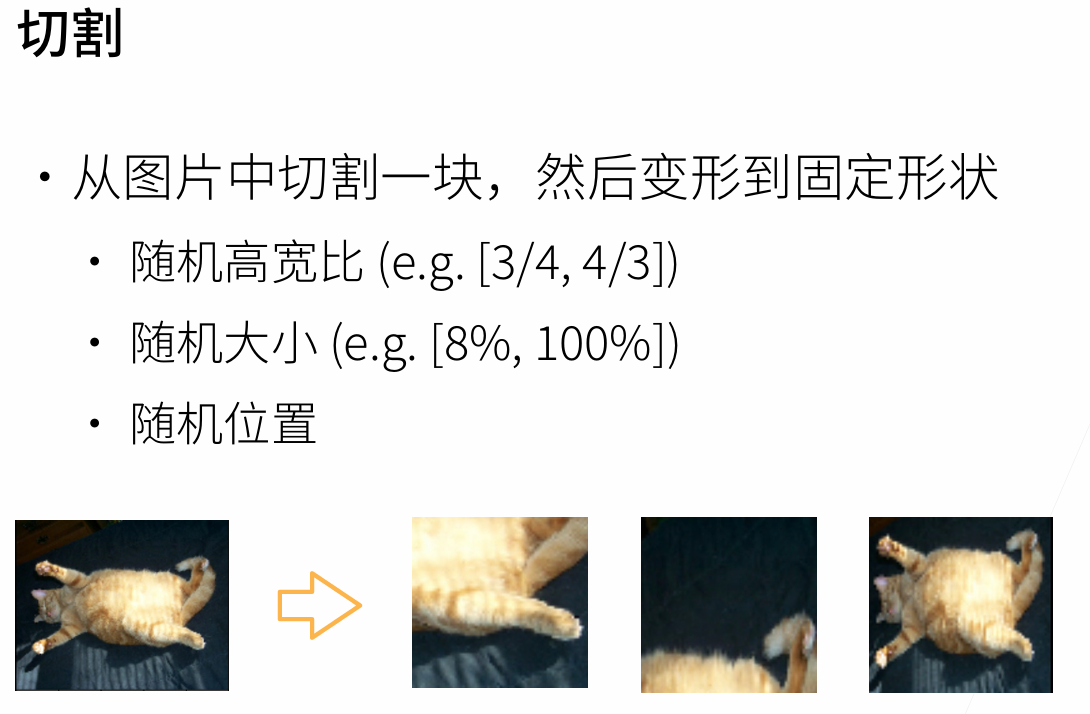 切割
• 从图片中切割一块，然后变形到固定形状
• 随机高宽比 (e.g. [3/4, 4/3])
• 随机大小 (e.g. [8%, 100%])
• 随机位置